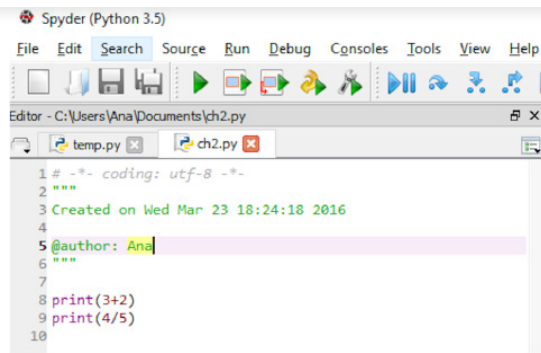 Spyder (Python 3.5)
File Edit Search Source Run Debug Consoles Tools View Help
Editor - C:\Users\Ana\Documents\ch2.py
temp.py ch2.py
1 # -*- coding: utf-8 -*-
2 """
3 Created on Wed Mar 23 18:24:18 2016
4
5 @author: Ana
6 """
7
8 print(3+2)
9 print(4/5)
10